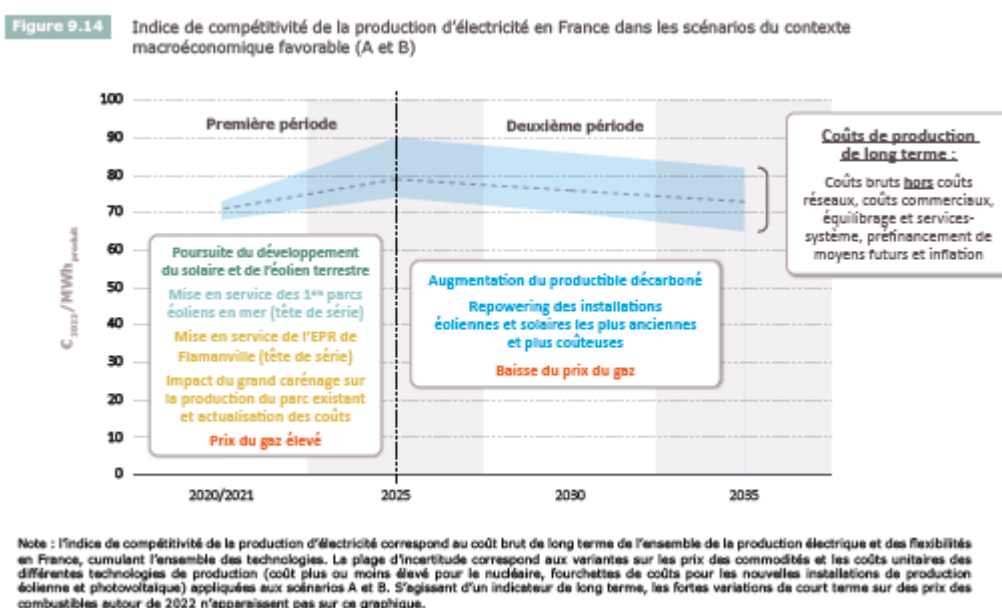 Figure 9.14
Indice de compétitivité de la production d'électricité en France dans les scénarios du contexte
macroéconomique favorable (A et B)
100
90
80
70
60
50
40
30
20
10
0
€2022/MWh produit
Première période
Deuxième période
Poursuite du développement
du solaire et de l'éolien terrestre
Mise en service des 1ers parcs
éoliens en mer (tête de série)
Mise en service de l'EPR de
Flamanville (tête de série)
Impact du grand carénage sur
la production du parc existant
et actualisation des coûts
Prix du gaz élevé
Augmentation du productible décarboné
Repowering des installations
éoliennes et solaires les plus anciennes
et plus coûteuses
Baisse du prix du gaz
Coûts de production
de long terme :
Coûts bruts hors coûts
réseaux, coûts commerciaux,
équilibrage et services-
système, préfinancement de
moyens futurs et inflation
2020/2021
2025
2030
2035
Note : l'indice de compétitivité de la production d'électricité correspond au coût brut de long terme de l'ensemble de la production électrique et des flexibilités
en France, cumulant l'ensemble des technologies. La plage d'incertitude correspond aux variantes sur les prix des commodités et les coûts unitaires des
différentes technologies de production (coût plus ou moins élevé pour le nucléaire, fourchettes de coûts pour les nouvelles installations de production
éolienne et photovoltaïque) appliquées aux scénarios A et B. S'agissant d'un indicateur de long terme, les fortes variations de court terme sur des prix des
combustibles autour de 2022 n'apparaissent pas sur ce graphique.